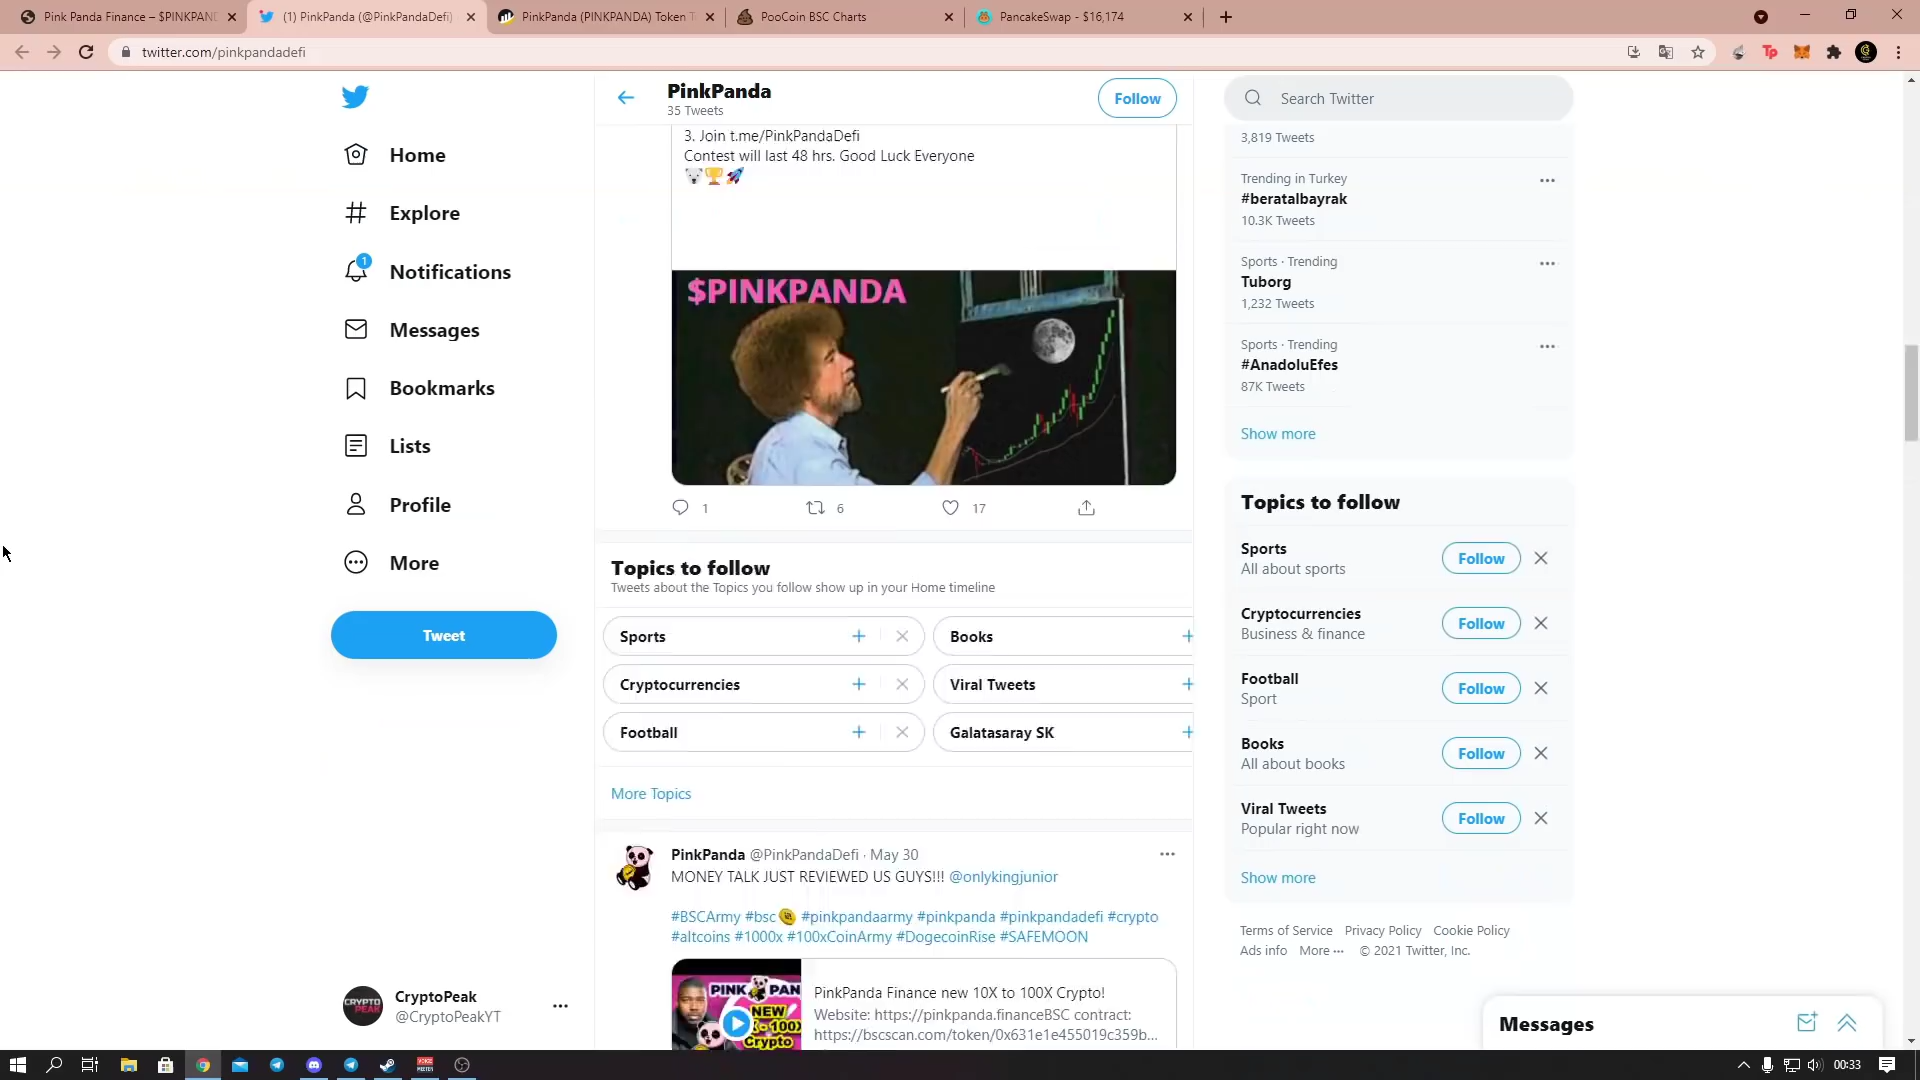 Pink Panda Finance – $PINKPAN
(1) PinkPanda (@PinkPandaDefi)
PinkPanda (PINKPANDA) Token T
PooCoin BSC Charts
PancakeSwap - $16,174
twitter.com/pinkpandadefi
Tp
Home
Explore
1
Notifications
Messages
Bookmarks
Lists
Profile
More
Tweet
CRYPTO
PEAK
CryptoPeak
@CryptoPeakYT
PinkPanda
35 Tweets
Follow
3. Join t.me/PinkPandaDefi
Contest will last 48 hrs. Good Luck Everyone
$PINKPANDA
1
6
17
Topics to follow
Tweets about the Topics you follow show up in your Home timeline
Sports
Books
Cryptocurrencies
Viral Tweets
Football
Galatasaray SK
More Topics
PinkPanda @PinkPandaDefi · May 30
MONEY TALK JUST REVIEWED US GUYS!!! @onlykingjunior
#BSCArmy #bsc #pinkpandaarmy #pinkpanda #pinkpandadefi #crypto
#altcoins #1000x #100xCoinArmy #DogecoinRise #SAFEMOON
PINK PAN
NEW
X - 100X
Crypto
PinkPanda Finance new 10X to 100X Crypto!
Website: https://pinkpanda.financeBSC contract:
https://bscscan.com/token/0x631e1e455019c359b...
Search Twitter
3,819 Tweets
Trending in Turkey
#beratalbayrak
10.3K Tweets
Sports · Trending
Tuborg
1,232 Tweets
Sports · Trending
#AnadoluEfes
87K Tweets
Show more
Topics to follow
Sports
All about sports
Follow
Cryptocurrencies
Business & finance
Follow
Football
Sport
Follow
Books
All about books
Follow
Viral Tweets
Popular right now
Follow
Show more
Terms of Service Privacy Policy Cookie Policy
Ads info More ··· © 2021 Twitter, Inc.
Messages
00:33